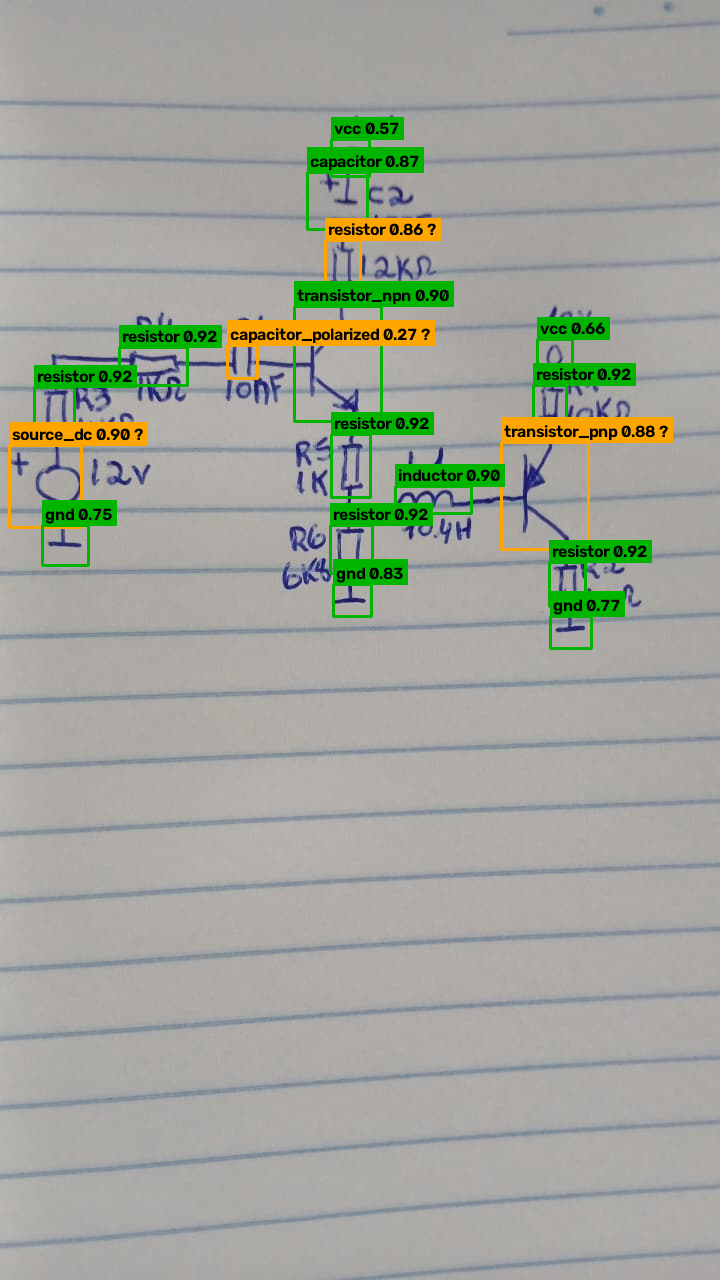 vcc 0.57
capacitor 0.87
+ C2
resistor 0.86 ?
12KΩ
transistor_npn 0.90
resistor 0.92
capacitor_polarized 0.27 ?
vcc 0.66
resistor 0.92
1KΩ
10nF
resistor 0.92
R3
10KΩ
source_dc 0.90 ?
+ 12V
resistor 0.92
transistor_pnp 0.88 ?
R5
1K
inductor 0.90
gnd 0.75
resistor 0.92
R6
6K8
10.4H
gnd 0.83
resistor 0.92
gnd 0.77